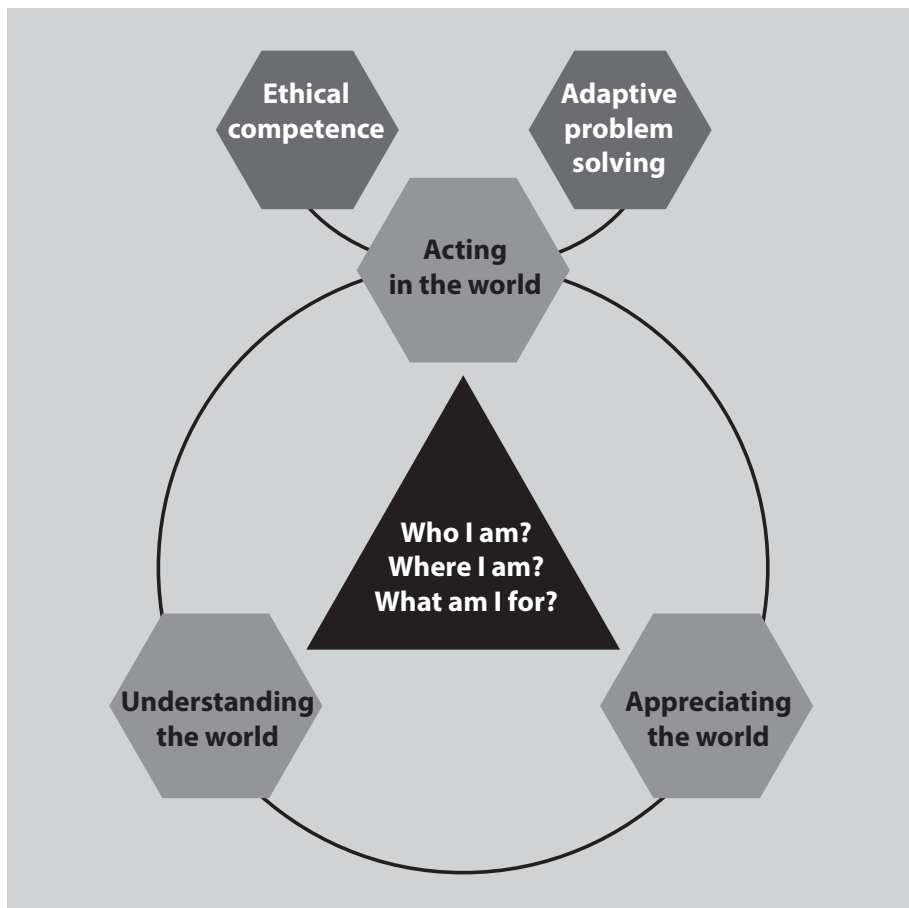 Ethical
competence
Adaptive
problem
solving
Acting
in the world
Who I am?
Where I am?
What am I for?
Understanding
the world
Appreciating
the world